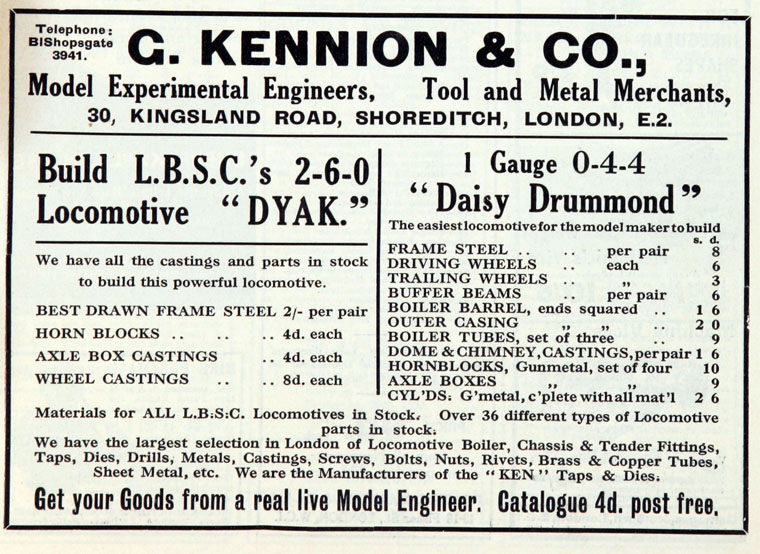 Telephone:
BIShopsgate
3941.
G. KENNION & CO.,
Model Experimental Engineers, Tool and Metal Merchants,
30, KINGSLAND ROAD, SHOREDITCH, LONDON, E.2.
Build L.B.S.C.'s 2-6-0
Locomotive "DYAK."
We have all the castings and parts in stock
to build this powerful locomotive.
BEST DRAWN FRAME STEEL 2/- per pair
HORN BLOCKS .. .. .. 4d. each
AXLE BOX CASTINGS .. 4d. each
WHEEL CASTINGS .. .. 8d. each
1 Gauge 0-4-4
"Daisy Drummond"
The easiest locomotive for the model maker to build
s. d.
FRAME STEEL .. .. per pair 8
DRIVING WHEELS .. each 6
TRAILING WHEELS " 3
BUFFER BEAMS .. per pair 6
BOILER BARREL, ends squared .. 1 6
OUTER CASING " " 2 0
BOILER TUBES, set of three 9
DOME & CHIMNEY, CASTINGS, per pair 1 6
HORNBLOCKS, Gunmetal, set of four 10
AXLE BOXES " " 9
CYL'DS: G'metal, c'plete with all mat'l 2 6
Materials for ALL L.B.S.C. Locomotives in Stock. Over 36 different types of Locomotive
parts in stock.
We have the largest selection in London of Locomotive Boiler, Chassis & Tender Fittings,
Taps, Dies, Drills, Metals, Castings, Screws, Bolts, Nuts, Rivets, Brass & Copper Tubes,
Sheet Metal, etc. We are the Manufacturers of the "KEN" Taps & Dies.
Get your Goods from a real live Model Engineer. Catalogue 4d. post free.